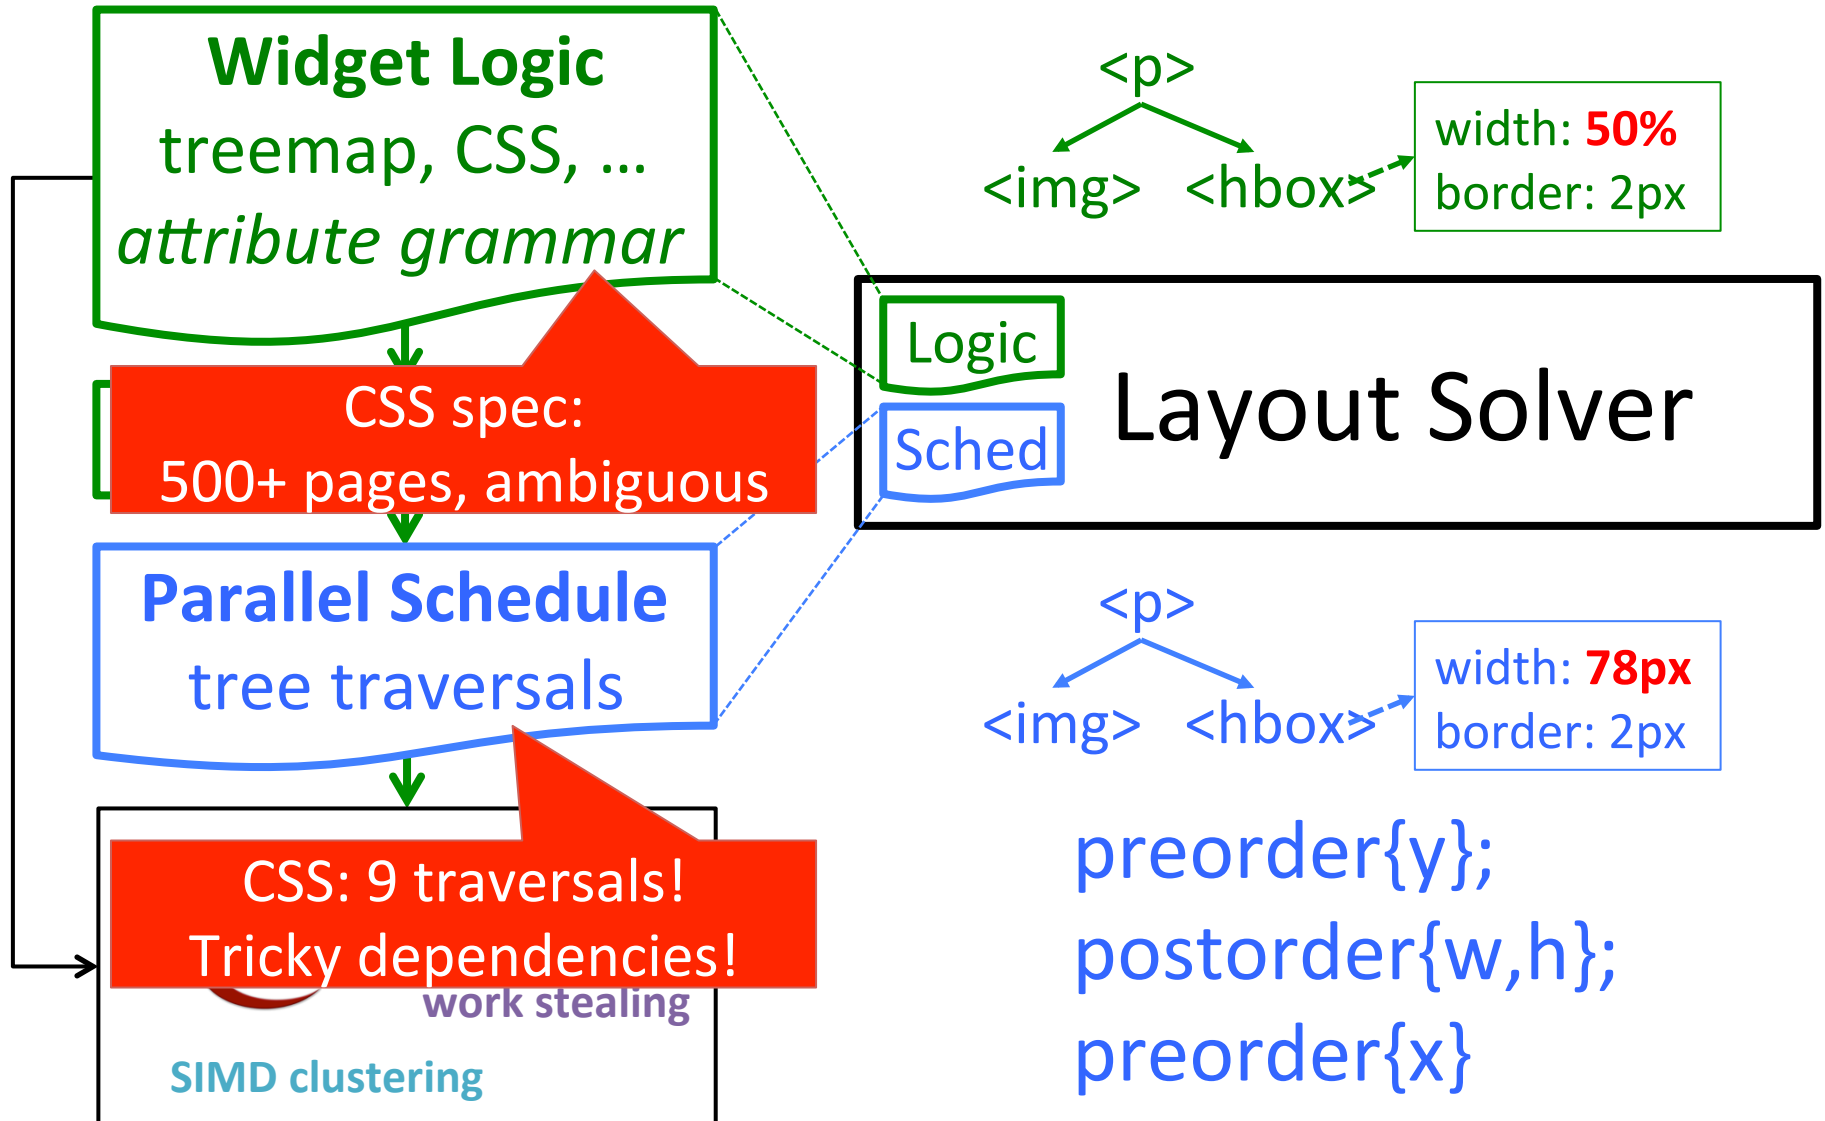 Widget Logic
treemap, CSS, ...
attribute grammar
CSS spec:
500+ pages, ambiguous
Parallel Schedule
tree traversals
CSS: 9 traversals!
Tricky dependencies!
work stealing
SIMD clustering
<p>
<img> <hbox>
width: 50%
border: 2px
Logic
Sched
Layout Solver
<p>
<img> <hbox>
width: 78px
border: 2px
preorder{y};
postorder{w,h};
preorder{x}